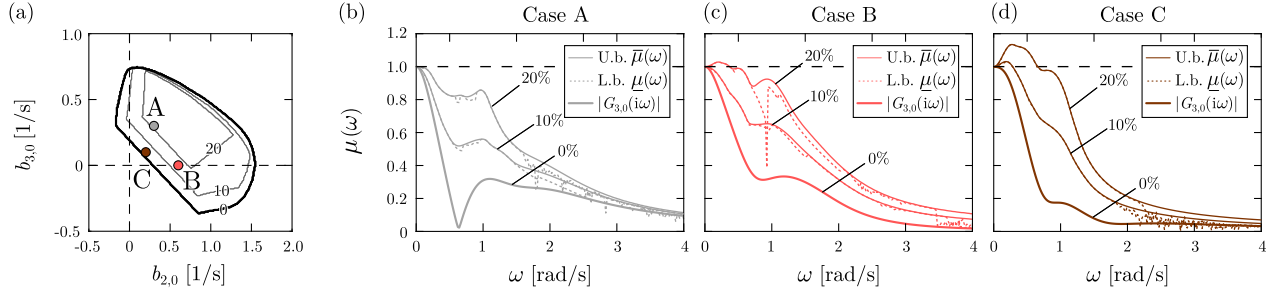 (a)
1.0
0.5
0
-0.5
-0.5 0 0.5 1.0 1.5 2.0
b3,0 [1/s]
b2,0 [1/s]
A
B
C
20
10
0
(b)
Case A
1.2
1.0
0.8
0.6
0.4
0.2
0
0 1 2 3 4
μ(ω)
ω [rad/s]
U.b. μ̅(ω)
L.b. μ̲(ω)
|G3,0(iω)|
20%
10%
0%
(c)
Case B
0 1 2 3 4
ω [rad/s]
U.b. μ̅(ω)
L.b. μ̲(ω)
|G3,0(iω)|
20%
10%
0%
(d)
Case C
0 1 2 3 4
ω [rad/s]
U.b. μ̅(ω)
L.b. μ̲(ω)
|G3,0(iω)|
20%
10%
0%